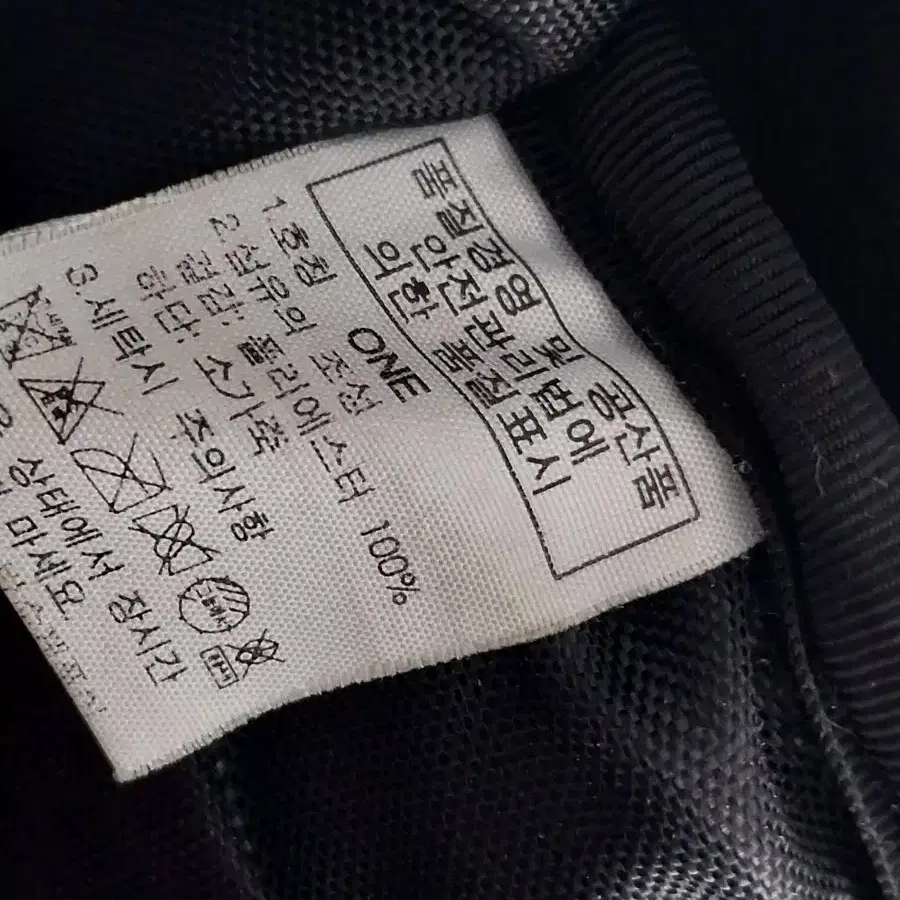 품질경영 및 공산품
안전관리법에
의한 품질표시
1.호칭 ONE
2.섬유의 조성
겉감: 폴리에스터 100%
하단: 소가죽
3.세탁시 주의사항
상태에서 장시간
마세요